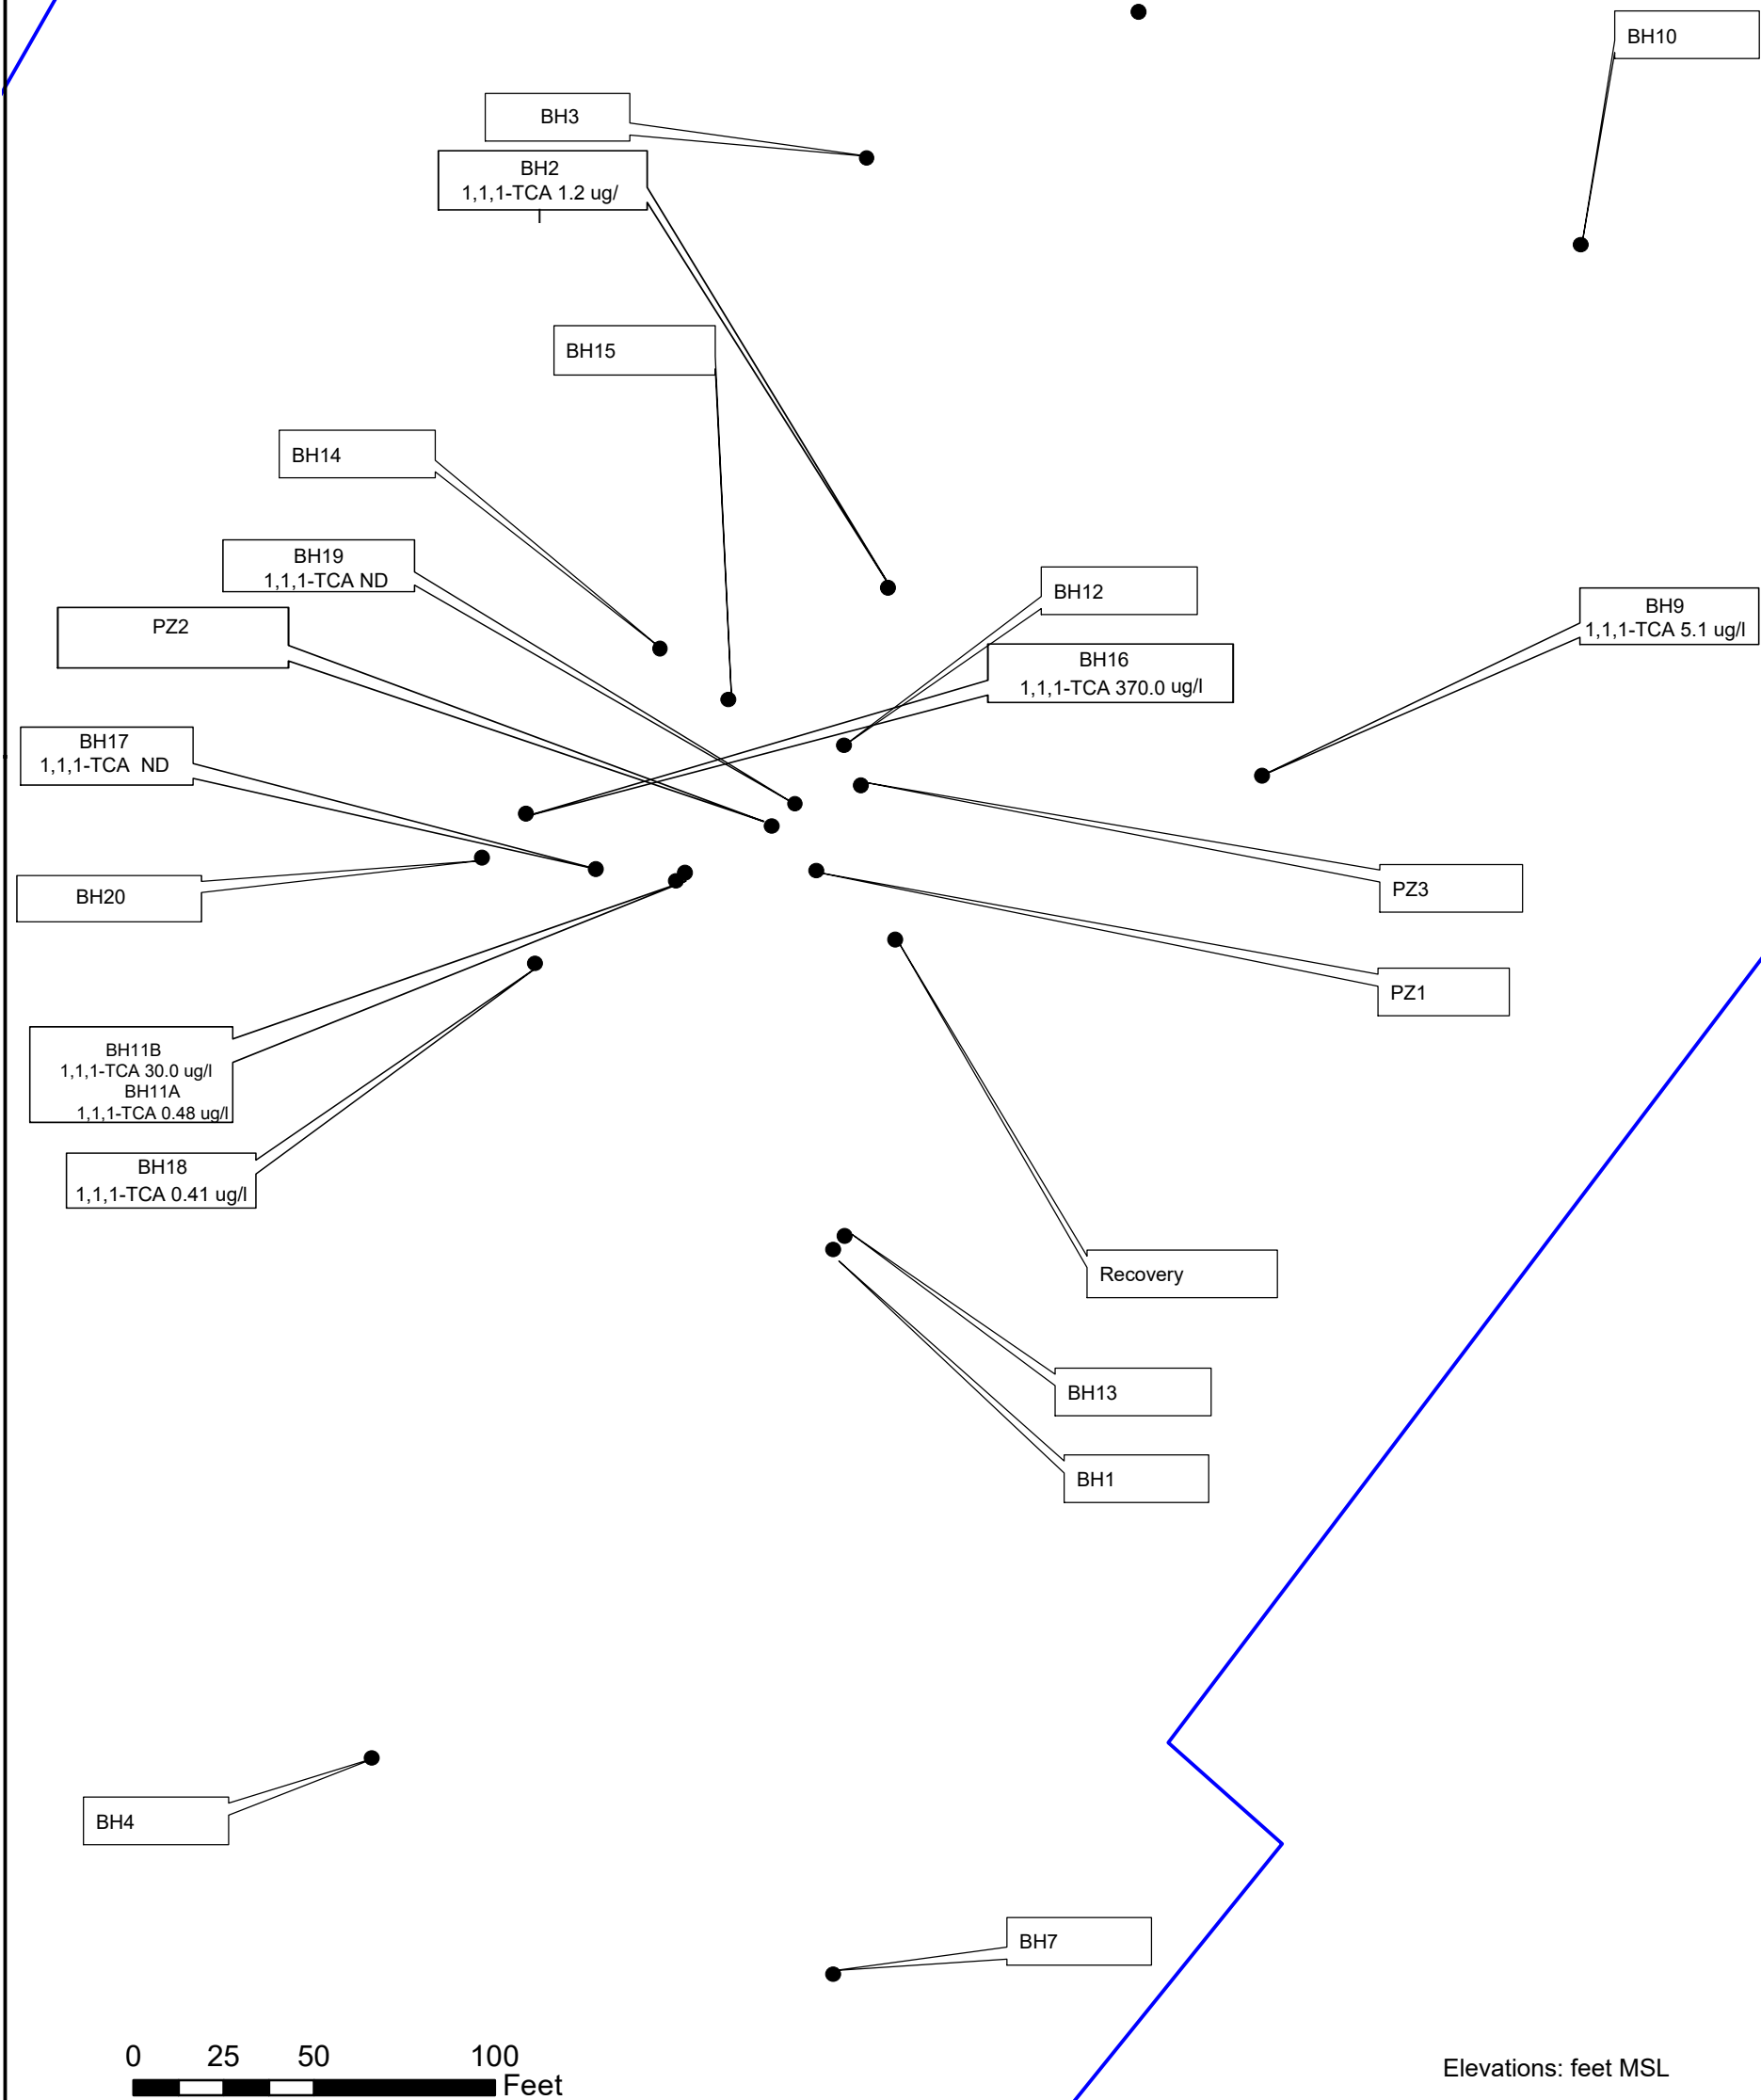 BH10
BH3
BH2
1,1,1-TCA 1.2 ug/
BH15
BH14
BH19
1,1,1-TCA ND
BH12
BH9
1,1,1-TCA 5.1 ug/l
PZ2
BH16
1,1,1-TCA 370.0 ug/l
BH17
1,1,1-TCA ND
BH20
PZ3
PZ1
BH11B
1,1,1-TCA 30.0 ug/l
BH11A
1,1,1-TCA 0.48 ug/l
BH18
1,1,1-TCA 0.41 ug/l
Recovery
BH13
BH1
BH4
BH7
0 25 50 100
Feet
Elevations: feet MSL